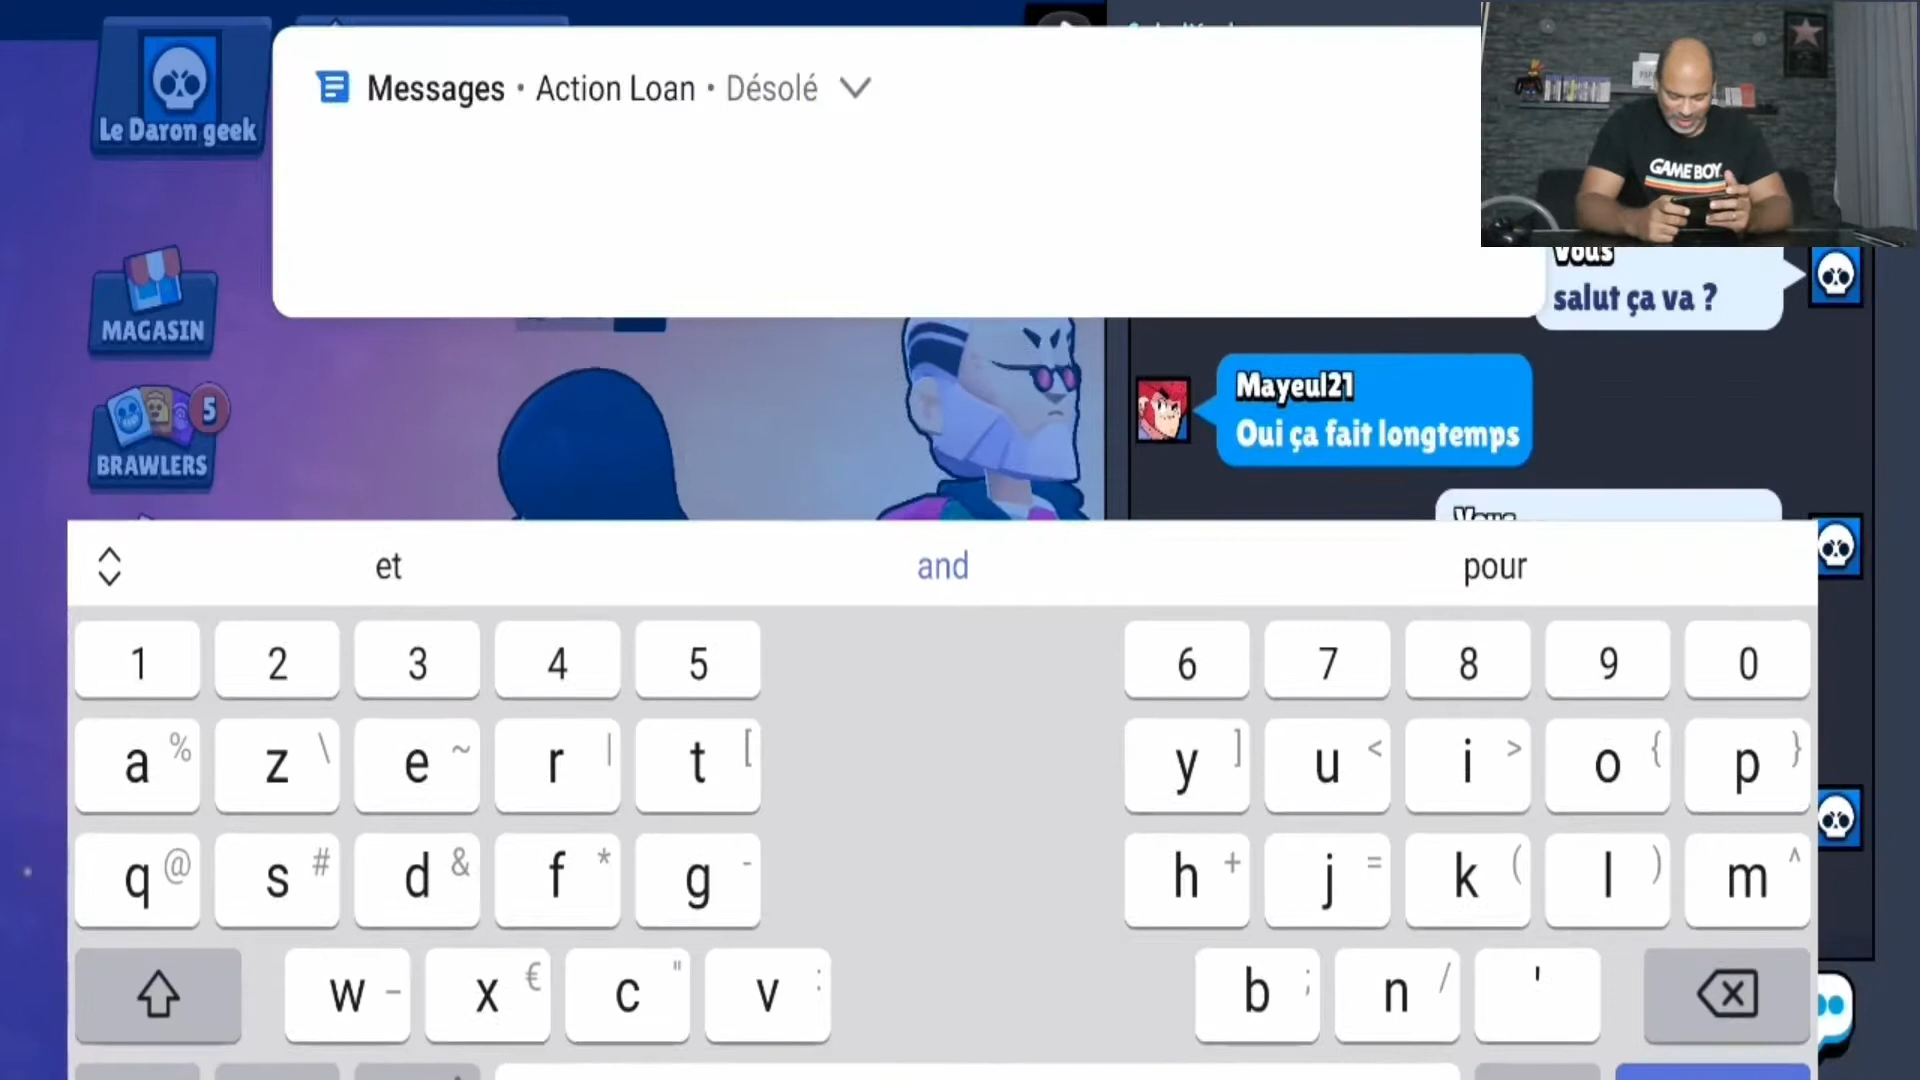 Le Daron geek
Messages • Action Loan • Désolé
GAME BOY
MAGASIN
5
BRAWLERS
Vous
salut ça va ?
Mayeul21
Oui ça fait longtemps
Vous
et and pour
1 2 3 4 5 6 7 8 9 0
a % z \ e ~ r | t [ y ] u < i > o { p }
q @ s # d & f * g - h + j = k ( l ) m ^
w _ x € c " v : b ; n / '